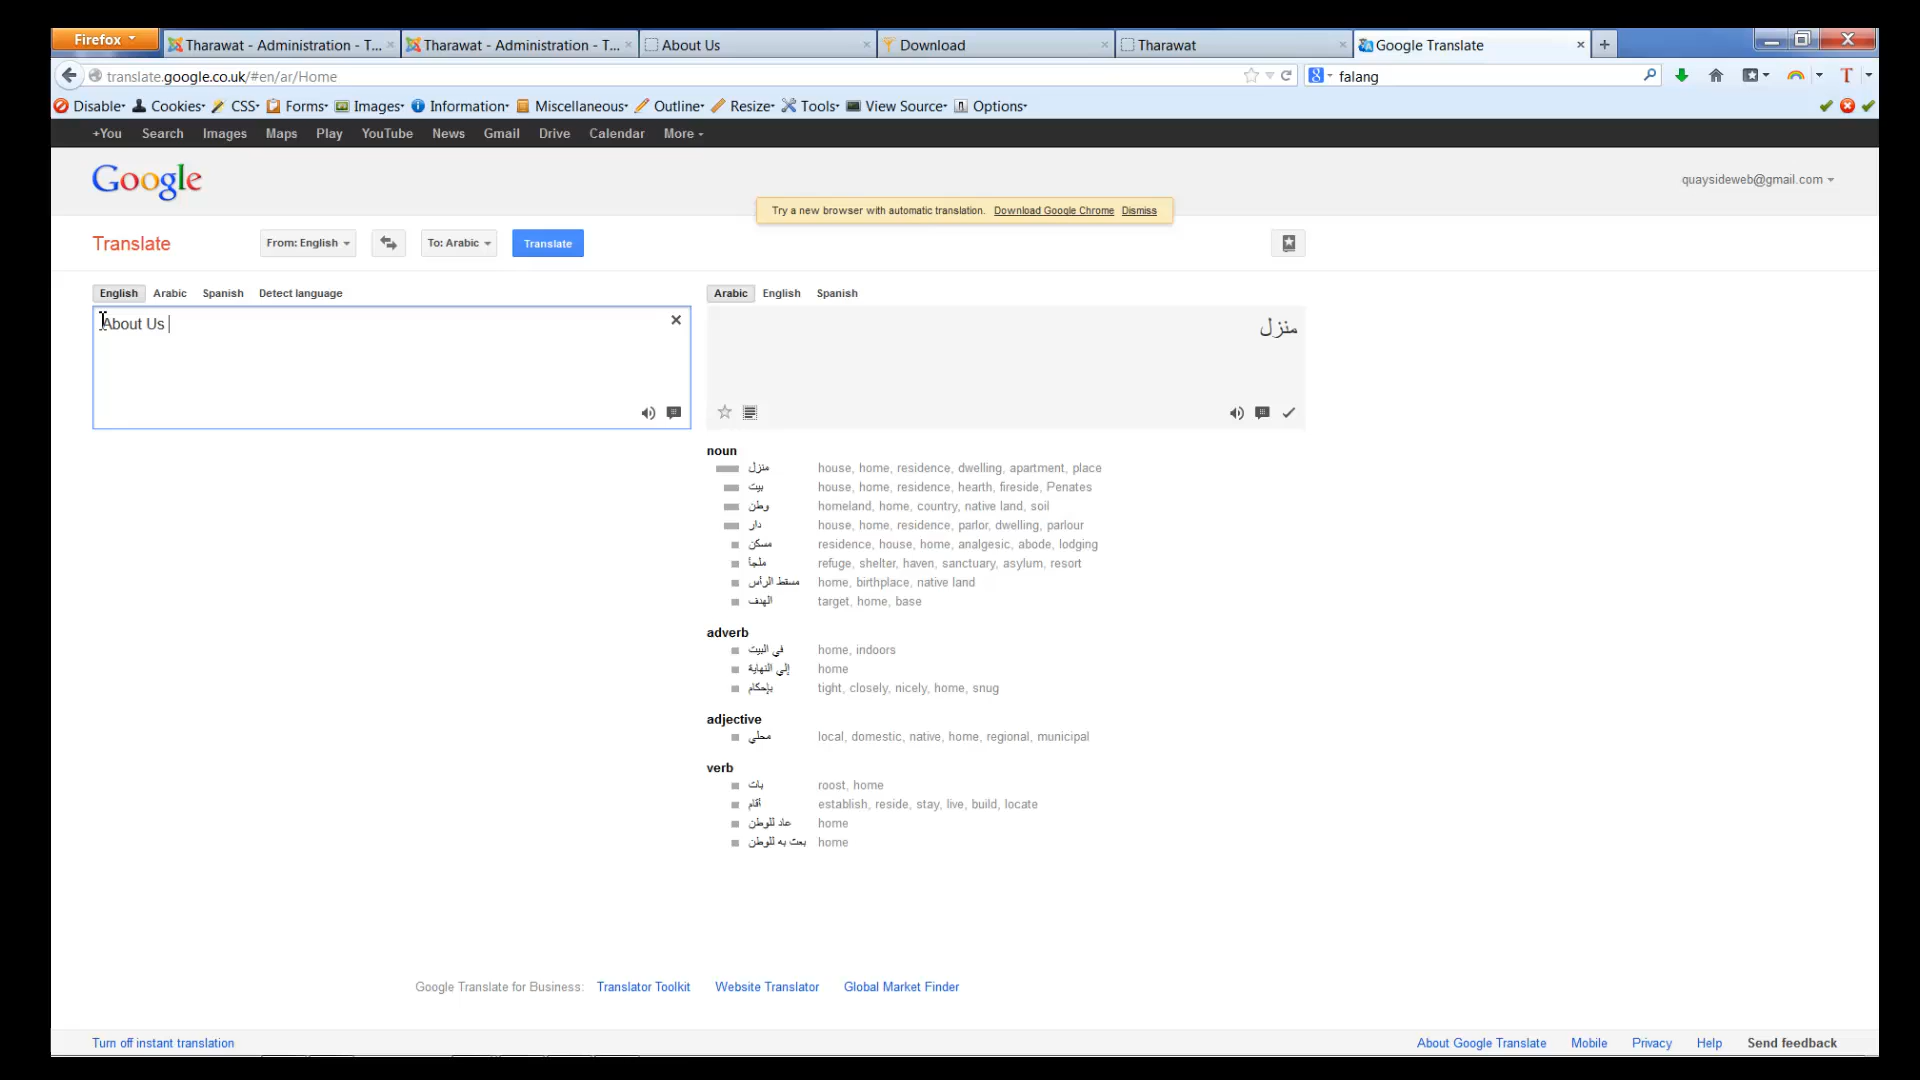 Firefox
Tharawat - Administration - T...
Tharawat - Administration - T...
About Us
Download
Tharawat
Google Translate
translate.google.co.uk/#en/ar/Home
falang
Disable
Cookies
CSS
Forms
Images
Information
Miscellaneous
Outline
Resize
Tools
View Source
Options
+You Search Images Maps Play YouTube News Gmail Drive Calendar More
Google
quaysideweb@gmail.com
Try a new browser with automatic translation. Download Google Chrome Dismiss
Translate
From: English
To: Arabic
Translate
English Arabic Spanish Detect language
About Us
Arabic English Spanish
منزل
noun
منزل house, home, residence, dwelling, apartment, place
بيت house, home, residence, hearth, fireside, Penates
وطن homeland, home, country, native land, soil
دار house, home, residence, parlor, dwelling, parlour
مسكن residence, house, home, analgesic, abode, lodging
ملجأ refuge, shelter, haven, sanctuary, asylum, resort
مسقط الرأس home, birthplace, native land
الهدف target, home, base
adverb
في البيت home, indoors
إلى النهاية home
بإحكام tight, closely, nicely, home, snug
adjective
محلي local, domestic, native, home, regional, municipal
verb
بات roost, home
أقام establish, reside, stay, live, build, locate
عاد للوطن home
بعث به للوطن home
Google Translate for Business: Translator Toolkit Website Translator Global Market Finder
Turn off instant translation
About Google Translate Mobile Privacy Help Send feedback